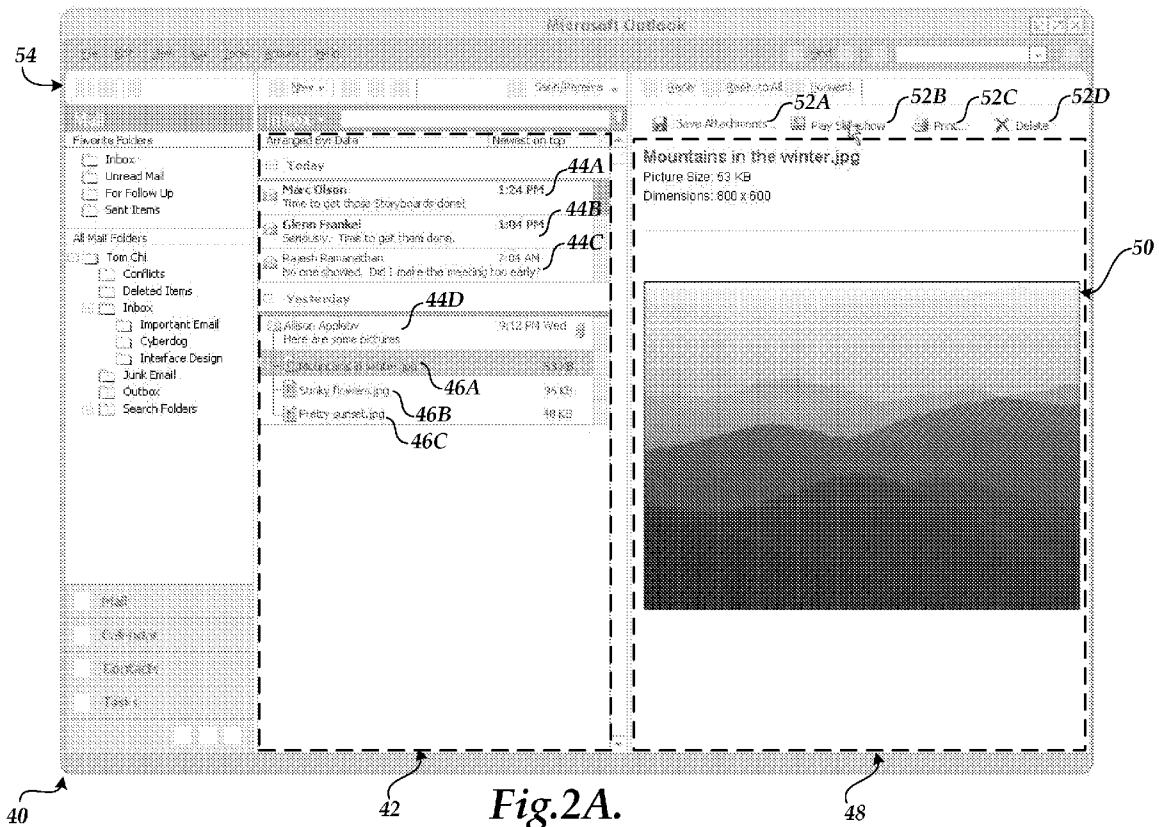 Microsoft Outlook
54
52A
52B
52C
52D
Save Attachments...
Play Slideshow
Print...
Delete
Favorite Folders
Inbox
Unread Mail
For Follow Up
Sent Items
All Mail Folders
Tom Chi
Conflicts
Deleted Items
Inbox
Important Email
Cyberdog
Interface Design
Junk Email
Outbox
Search Folders
Mail
Calendar
Contacts
Tasks
Arranged By: Date
Newest on top
Today
44A
Marc Olson
1:24 PM
Time to get those Storyboards done!
44B
Glenn Frankel
1:04 PM
Seriously. Time to get them done.
44C
Rajesh Ramanathan
7:04 AM
No one showed. Did I make the meeting too early?
Yesterday
44D
Allison Appleby
9:12 PM Wed
Here are some pictures
Mountains in winter.jpg
53 KB
46A
Stinky flowers.jpg
46B
Pretty sunset.jpg
48 KB
46C
Mountains in the winter.jpg
Picture Size: 53 KB
Dimensions: 800 x 600
50
40
42
48
Fig.2A.